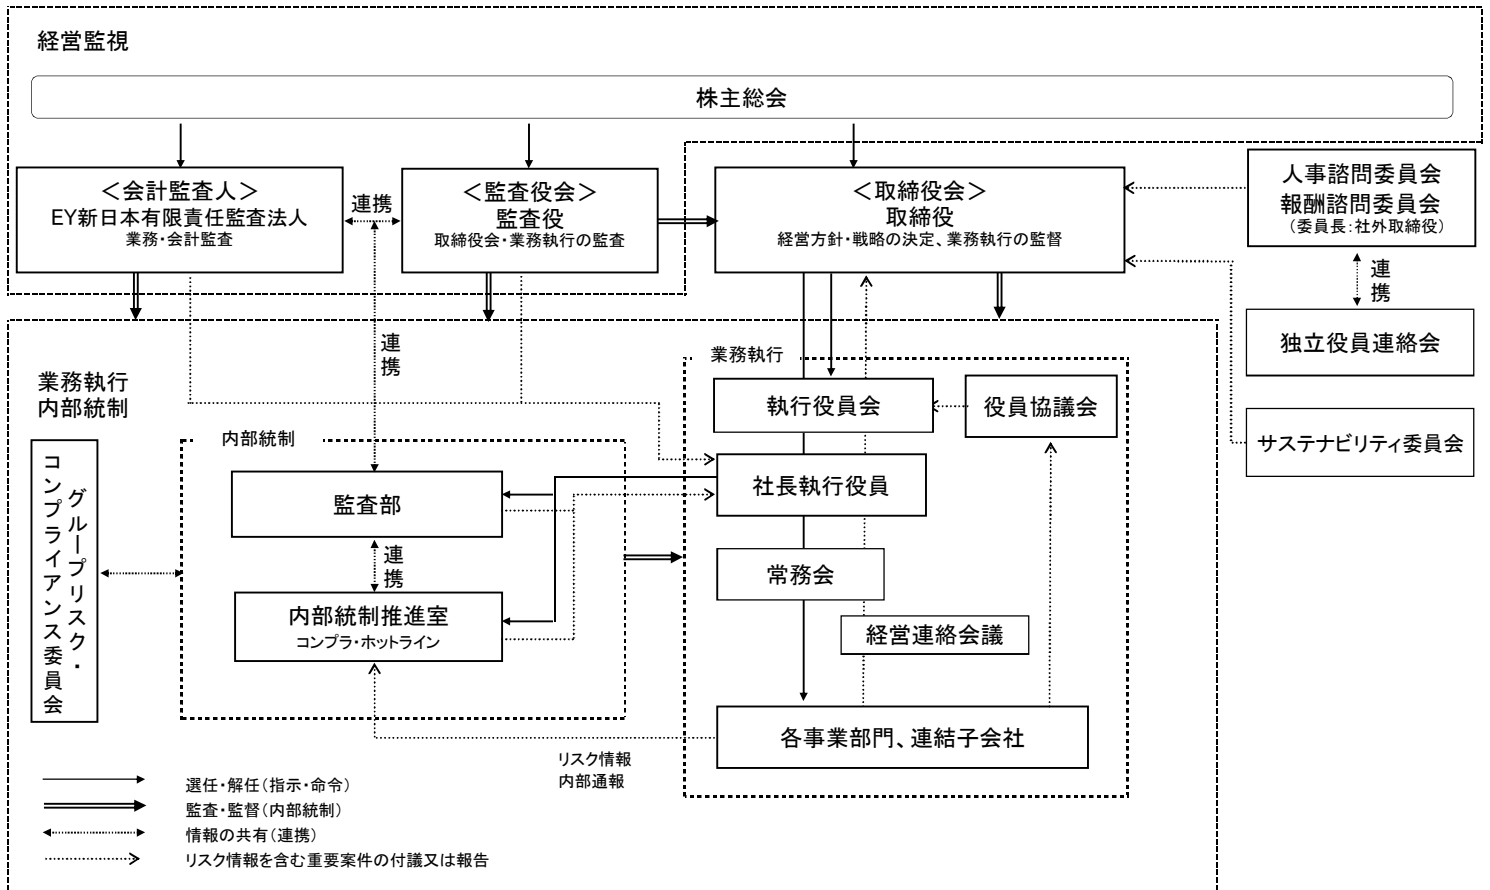 経営監視
株主総会
＜会計監査人＞
EY新日本有限責任監査法人
業務・会計監査
連携
＜監査役会＞
監査役
取締役会・業務執行の監査
＜取締役会＞
取締役
経営方針・戦略の決定、業務執行の監督
人事諮問委員会
報酬諮問委員会
（委員長：社外取締役）
連携
独立役員連絡会
サステナビリティ委員会
連携
業務執行
内部統制
グループリスク・
コンプライアンス委員会
内部統制
監査部
連携
内部統制推進室
コンプラ・ホットライン
業務執行
執行役員会
役員協議会
社長執行役員
常務会
経営連絡会議
各事業部門、連結子会社
リスク情報
内部通報
選任・解任（指示・命令）
監査・監督（内部統制）
情報の共有（連携）
リスク情報を含む重要案件の付議又は報告